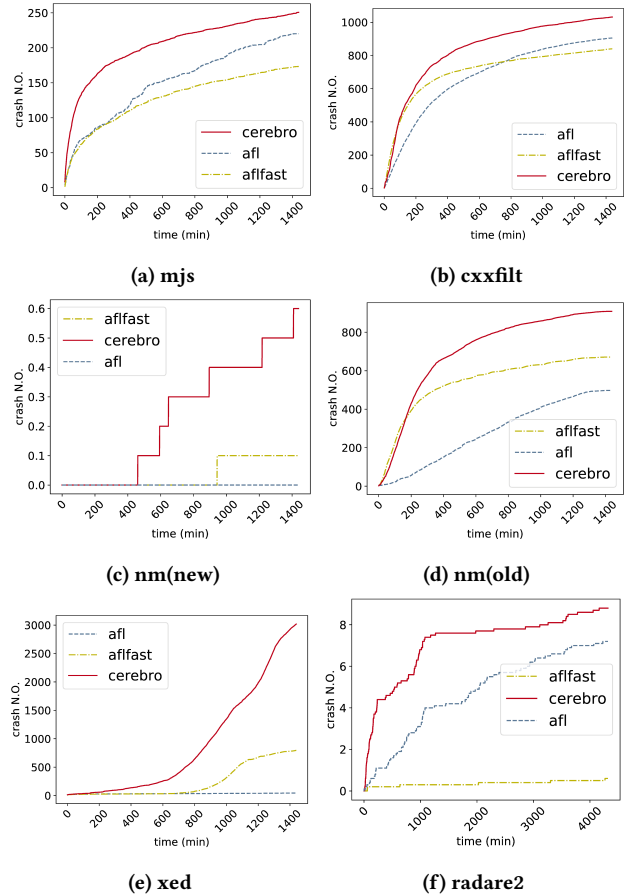 250
200
150
100
50
0
crash N.O.
cerebro
afl
aflfast
0
200
400
600
800
1000
1200
1400
time (min)
(a) mjs
1000
800
600
400
200
0
crash N.O.
afl
aflfast
cerebro
0
200
400
600
800
1000
1200
1400
time (min)
(b) cxxfilt
0.6
0.5
0.4
0.3
0.2
0.1
0.0
crash N.O.
aflfast
cerebro
afl
0
200
400
600
800
1000
1200
1400
time (min)
(c) nm(new)
800
600
400
200
0
crash N.O.
aflfast
afl
cerebro
0
200
400
600
800
1000
1200
1400
time (min)
(d) nm(old)
3000
2500
2000
1500
1000
500
0
crash N.O.
afl
aflfast
cerebro
0
200
400
600
800
1000
1200
1400
time (min)
(e) xed
8
6
4
2
0
crash N.O.
aflfast
cerebro
afl
0
1000
2000
3000
4000
time (min)
(f) radare2